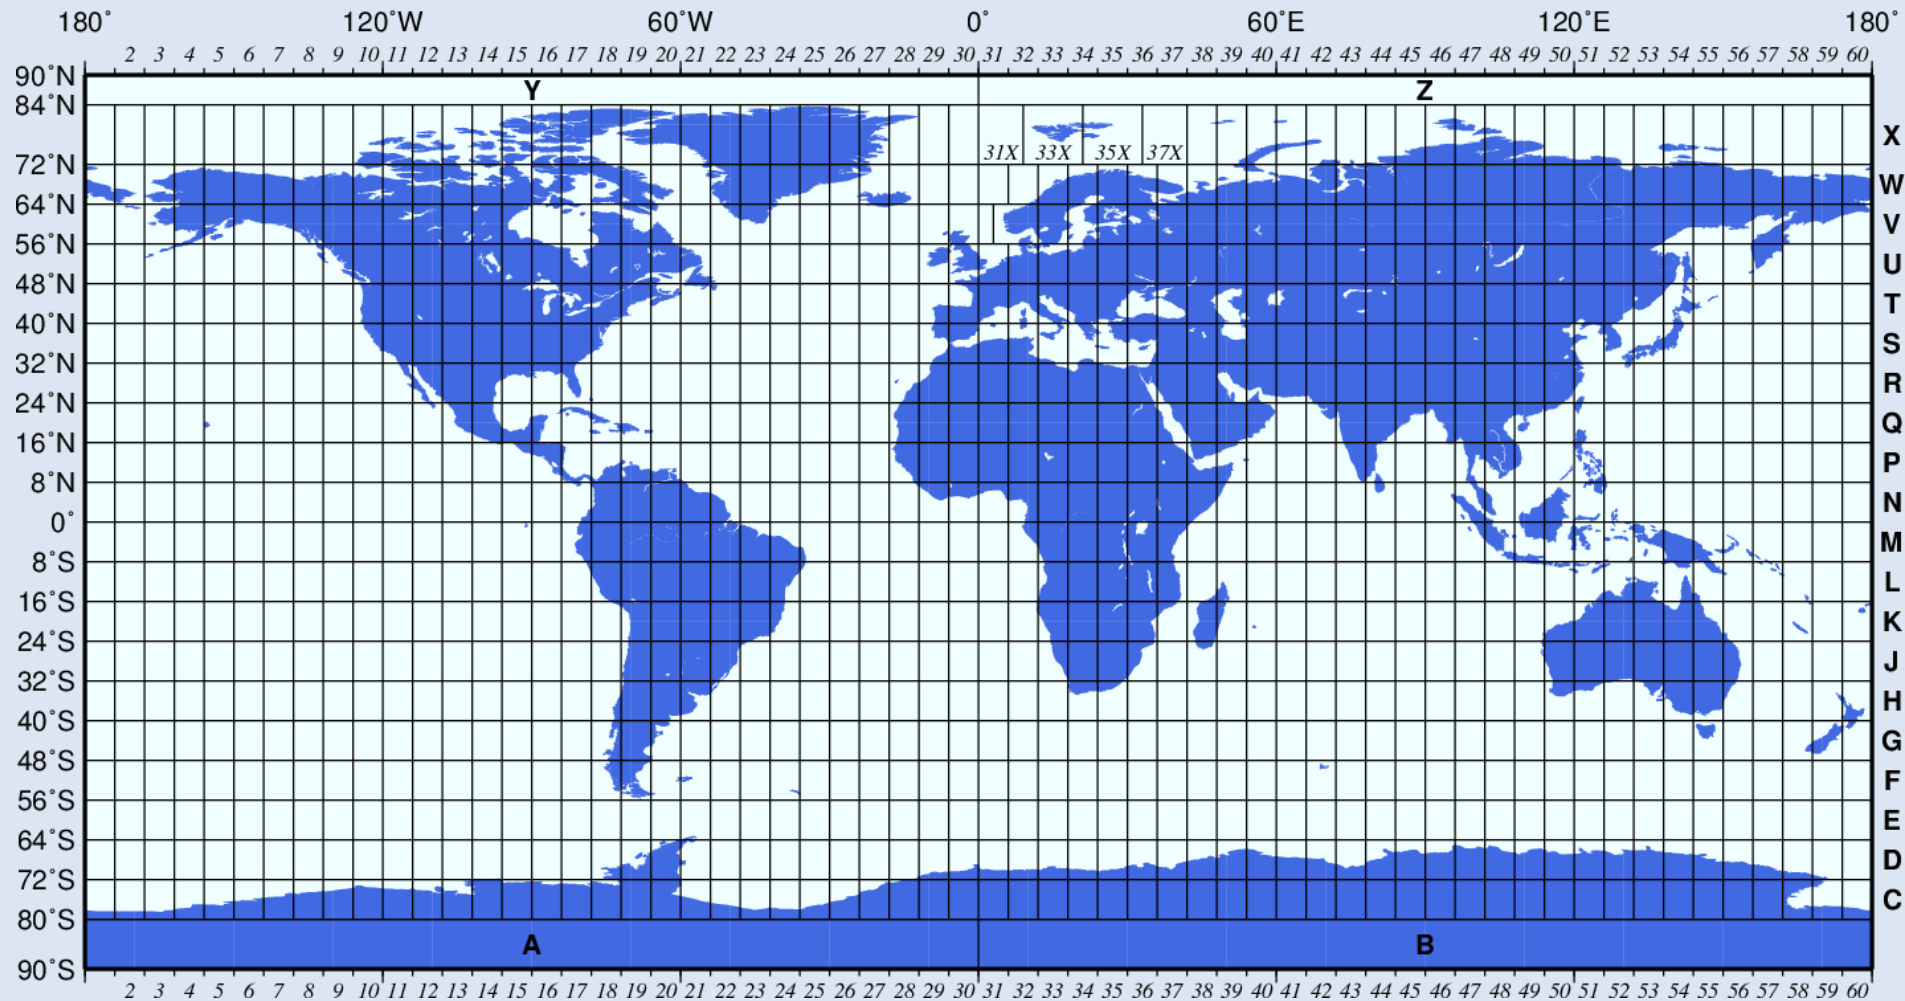 180° 120°W 60°W 0° 60°E 120°E 180°
2 3 4 5 6 7 8 9 10 11 12 13 14 15 16 17 18 19 20 21 22 23 24 25 26 27 28 29 30 31 32 33 34 35 36 37 38 39 40 41 42 43 44 45 46 47 48 49 50 51 52 53 54 55 56 57 58 59 60
90°N
Y Z
84°N
X
31X 33X 35X 37X
72°N
W
64°N
V
56°N
U
48°N
T
40°N
S
32°N
R
24°N
Q
16°N
P
8°N
N
0°
M
8°S
L
16°S
K
24°S
J
32°S
H
40°S
G
48°S
F
56°S
E
64°S
D
72°S
C
80°S
A B
90°S
2 3 4 5 6 7 8 9 10 11 12 13 14 15 16 17 18 19 20 21 22 23 24 25 26 27 28 29 30 31 32 33 34 35 36 37 38 39 40 41 42 43 44 45 46 47 48 49 50 51 52 53 54 55 56 57 58 59 60